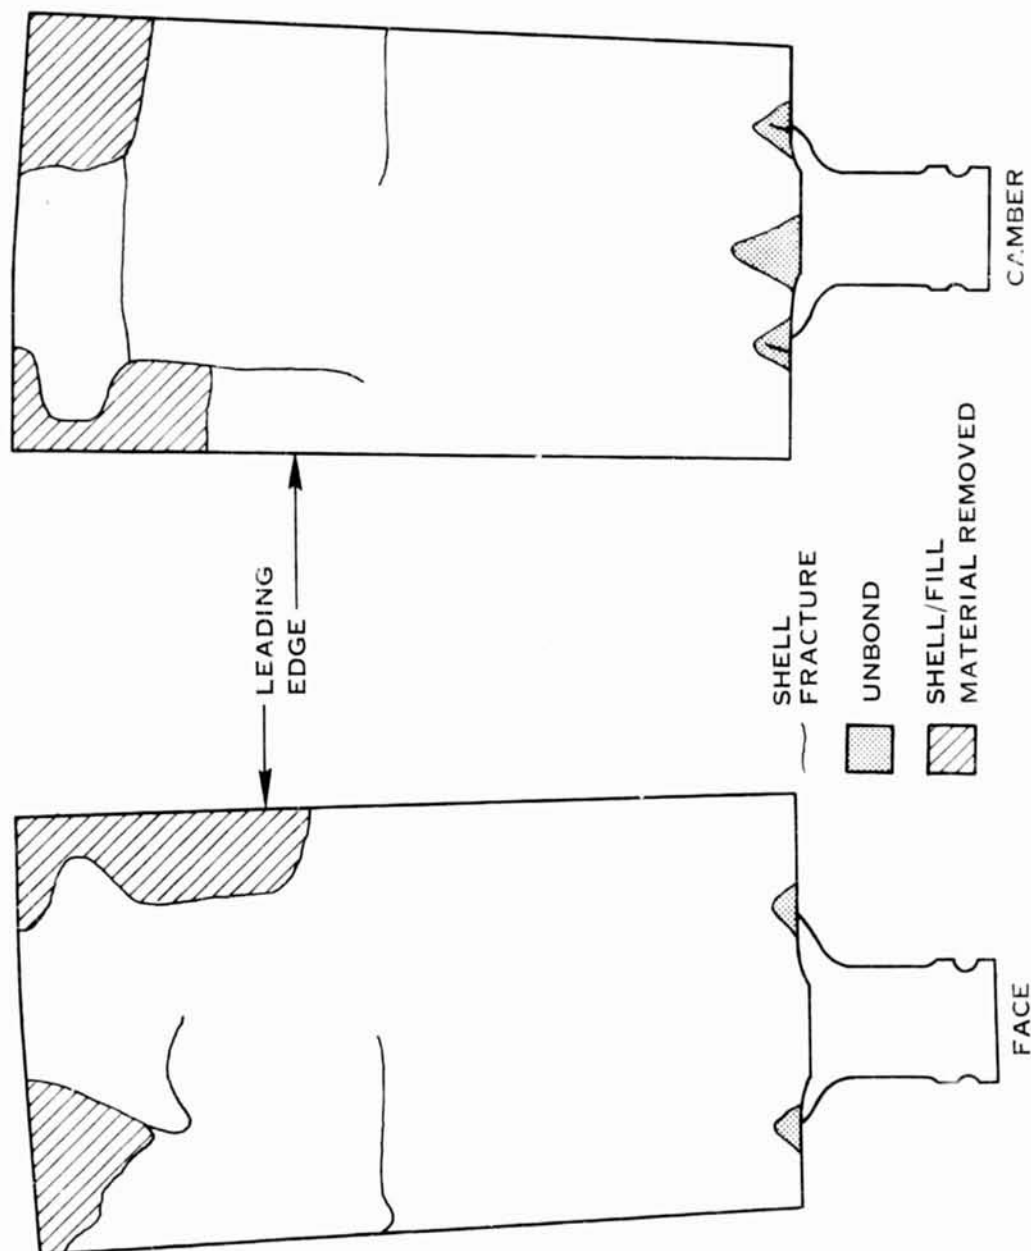 LEADING
EDGE
SHELL
FRACTURE
UNBOND
SHELL/FILL
MATERIAL REMOVED
CAMBER
FACE